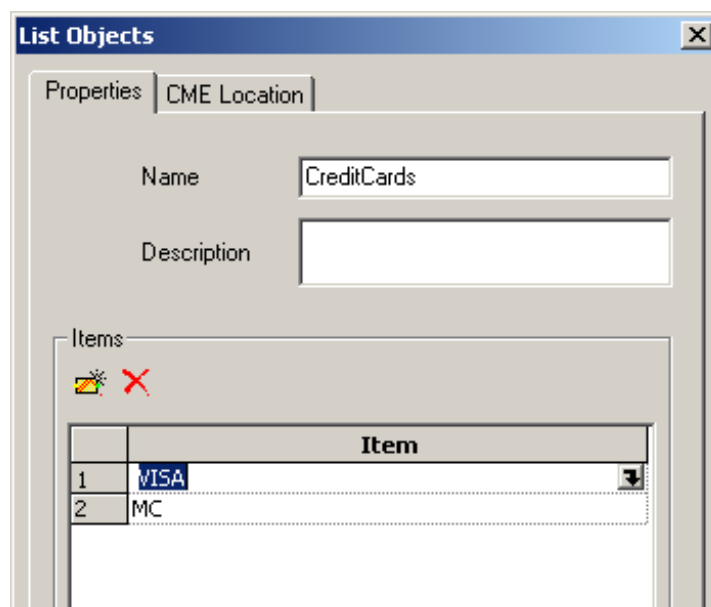 List Objects
Properties
CME Location
Name
CreditCards
Description
Items
Item
1
VISA
2
MC